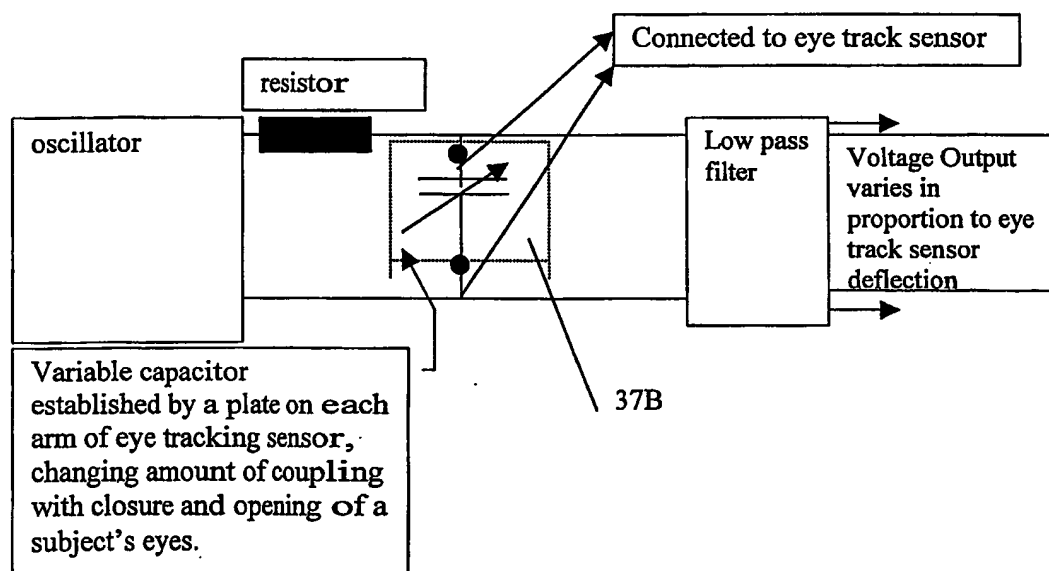 Connected to eye track sensor
resistor
oscillator
Low pass
filter
Voltage Output
varies in
proportion to eye
track sensor
deflection
Variable capacitor
established by a plate on each
arm of eye tracking sensor,
changing amount of coupling
with closure and opening of a
subject's eyes.
37B